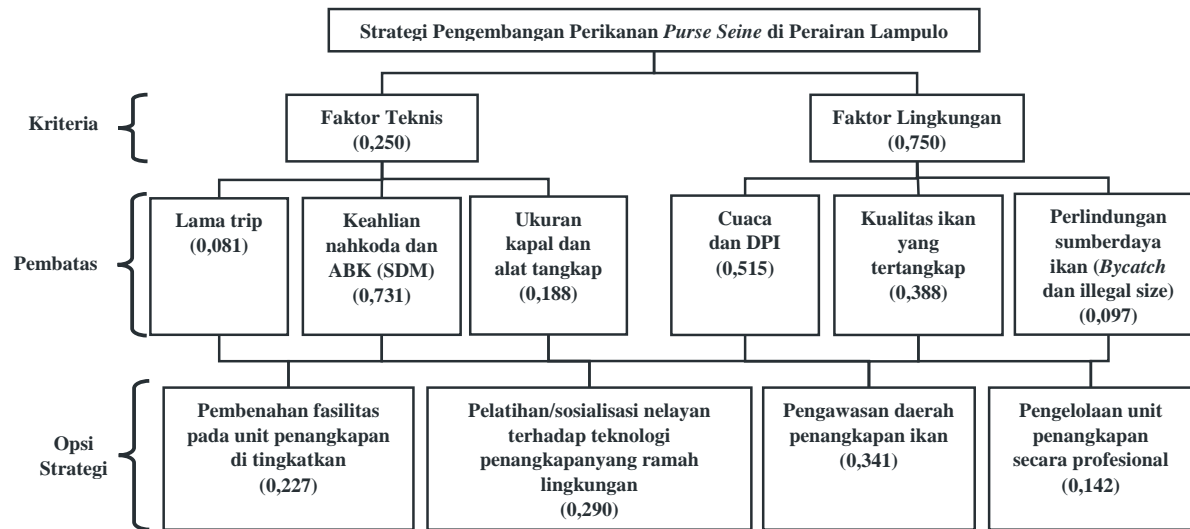 Strategi Pengembangan Perikanan Purse Seine di Perairan Lampulo
Kriteria
Faktor Teknis
(0,250)
Faktor Lingkungan
(0,750)
Pembatas
Lama trip
(0,081)
Keahlian
nahkoda dan
ABK (SDM)
(0,731)
Ukuran
kapal dan
alat tangkap
(0,188)
Cuaca
dan DPI
(0,515)
Kualitas ikan
yang
tertangkap
(0,388)
Perlindungan
sumberdaya
ikan (Bycatch
dan illegal size)
(0,097)
Opsi
Strategi
Pembenahan fasilitas
pada unit penangkapan
di tingkatkan
(0,227)
Pelatihan/sosialisasi nelayan
terhadap teknologi
penangkapanyang ramah
lingkungan
(0,290)
Pengawasan daerah
penangkapan ikan
(0,341)
Pengelolaan unit
penangkapan
secara profesional
(0,142)